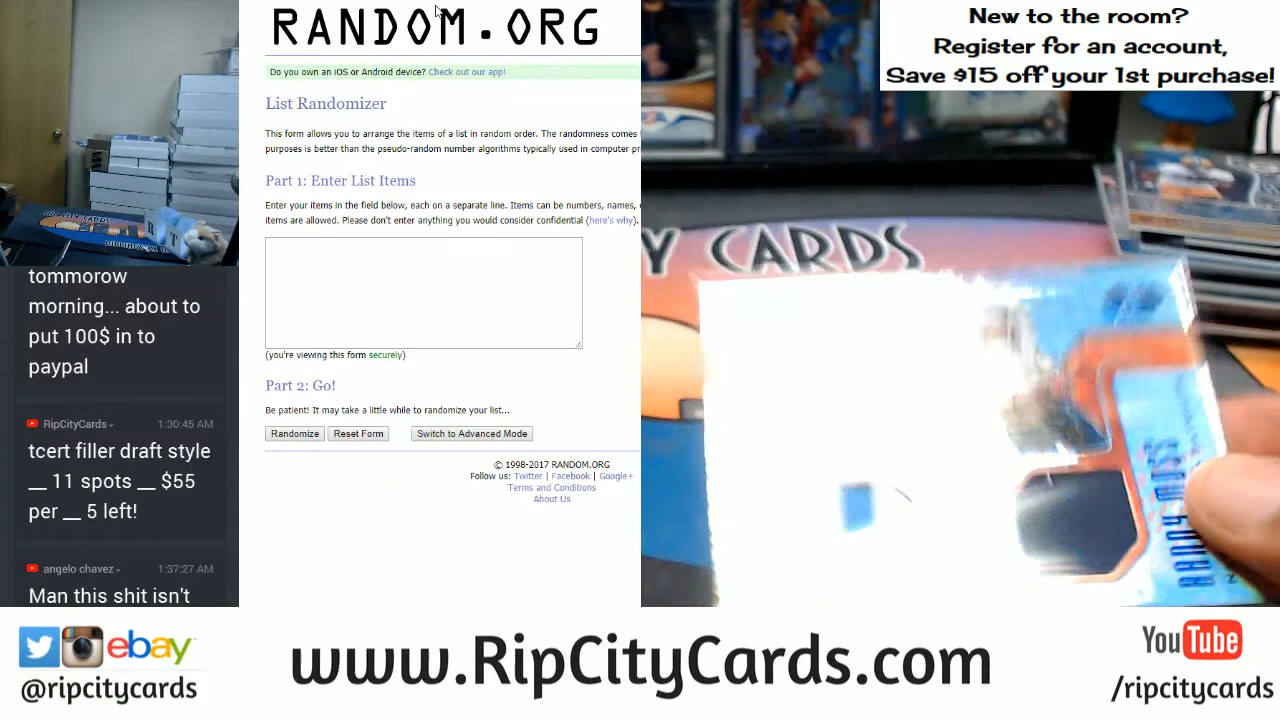 RANDOM.ORG
Do you own an iOS or Android device? Check out our app!
List Randomizer
This form allows you to arrange the items of a list in random order. The randomness comes
purposes is better than the pseudo-random number algorithms typically used in computer pr
Part 1: Enter List Items
Enter your items in the field below, each on a separate line. Items can be numbers, names,
items are allowed. Please don't enter anything you would consider confidential (here's why).
(you're viewing this form securely)
Part 2: Go!
Be patient! It may take a little while to randomize your list...
Randomize
Reset Form
Switch to Advanced Mode
© 1998-2017 RANDOM.ORG
Follow us: Twitter | Facebook | Google+
Terms and Conditions
About Us
tommorow
morning... about to
put 100$ in to
paypal
RipCityCards
1:30:45 AM
tcert filler draft style
__ 11 spots __ $55
per __ 5 left!
angelo chavez
1:37:27 AM
Man this shit isn't
New to the room?
Register for an account,
Save $15 off your 1st purchase!
Y CARDS
ebay
@ripcitycards
www.RipCityCards.com
YouTube
/ripcitycards